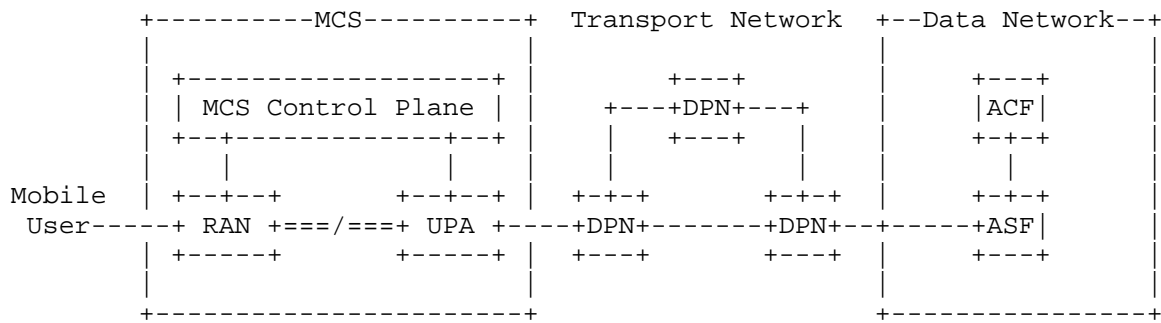 MCS Transport Network Data Network
MCS Control Plane DPN ACF
Mobile
User RAN UPA DPN DPN ASF